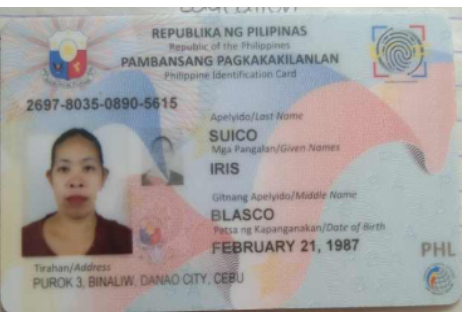 REPUBLIKA NG PILIPINAS
Republic of the Philippines
PAMBANSANG PAGKAKAKILANLAN
Philippine Identification Card
2697-8035-0890-5615
Apelyido/Last Name
SUICO
Mga Pangalan/Given Names
IRIS
Gitnang Apelyido/Middle Name
BLASCO
Petsa ng Kapanganakan/Date of Birth
FEBRUARY 21, 1987
PHL
Tirahan/Address
PUROK 3, BINALIW, DANAO CITY, CEBU